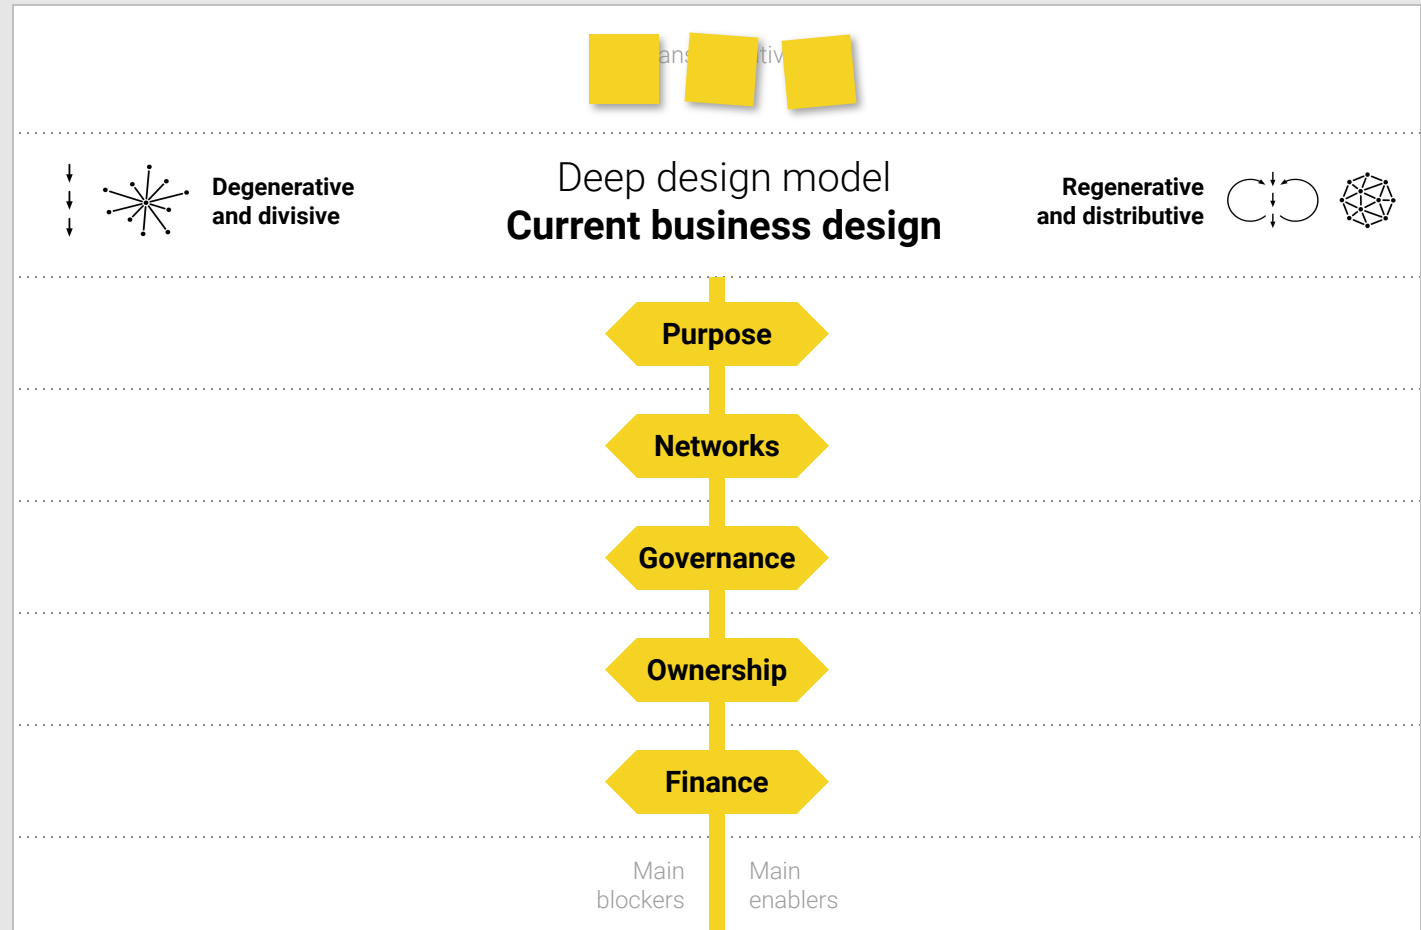 Degenerative
and divisive
Deep design model
Current business design
Regenerative
and distributive
Purpose
Networks
Governance
Ownership
Finance
Main
blockers
Main
enablers